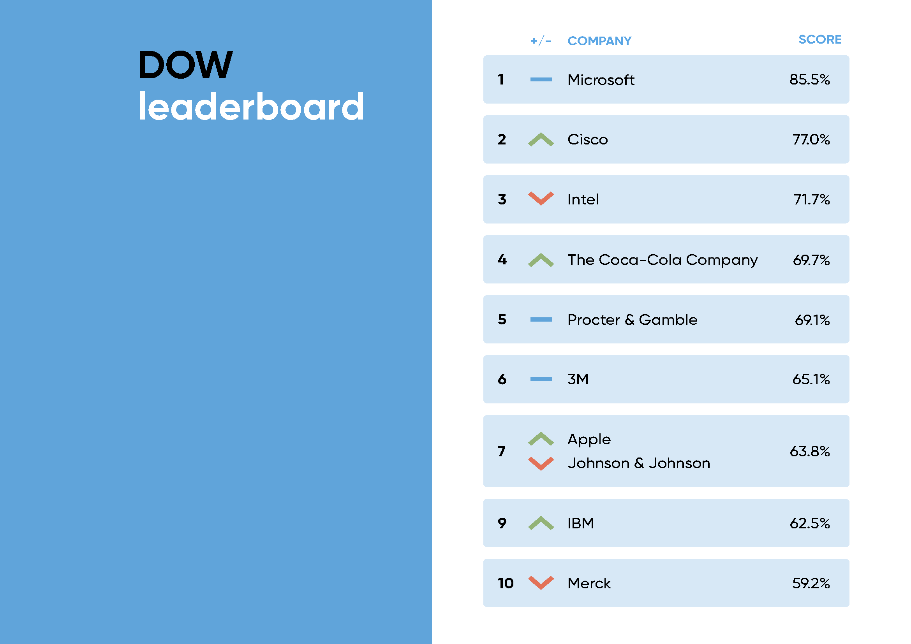 DOW
leaderboard
+/- COMPANY SCORE
1 Microsoft 85.5%
2 Cisco 77.0%
3 Intel 71.7%
4 The Coca-Cola Company 69.7%
5 Procter & Gamble 69.1%
6 3M 65.1%
7 Apple 63.8%
Johnson & Johnson
9 IBM 62.5%
10 Merck 59.2%